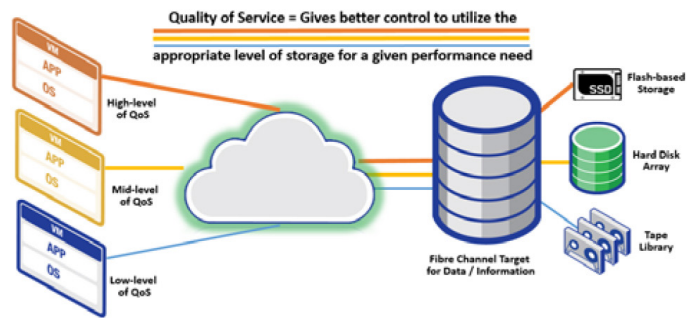 Quality of Service = Gives better control to utilize the
appropriate level of storage for a given performance need
VM
APP
OS
High-level
of QoS
VM
APP
OS
Mid-level
of QoS
VM
APP
OS
Low-level
of QoS
Fibre Channel Target
for Data / Information
SSD
Flash-based
Storage
Hard Disk
Array
Tape
Library